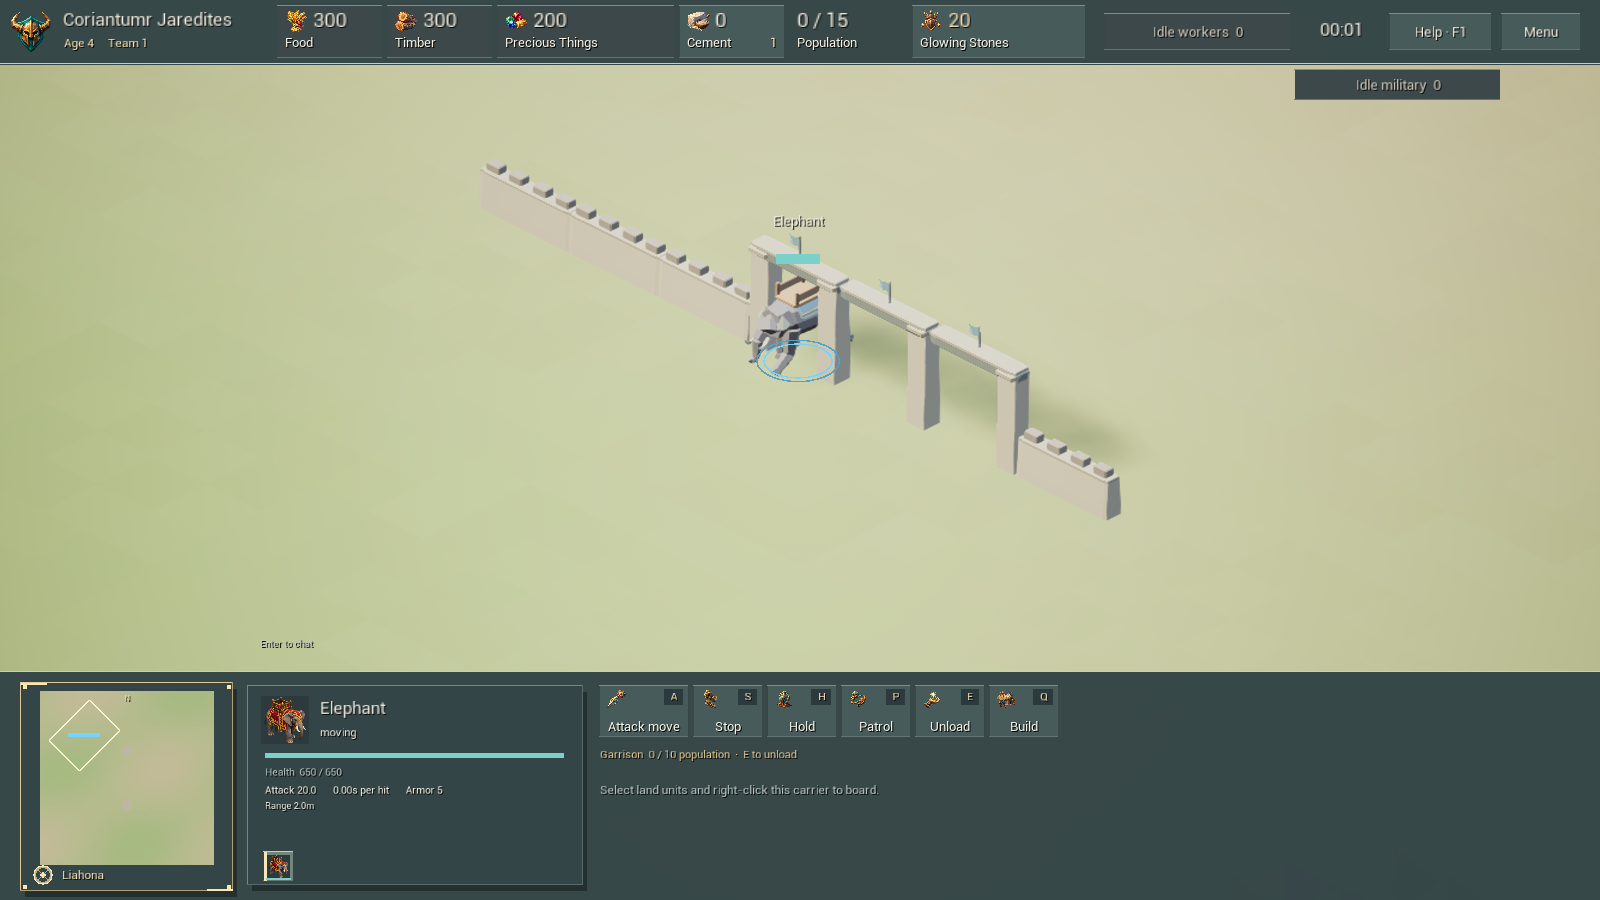 Coriantumr Jaredites
Age 4 Team 1
300
Food
300
Timber
200
Precious Things
0
Cement 1
0 / 15
Population
20
Glowing Stones
Idle workers 0
00:01
Help · F1
Menu
Idle military 0
Elephant
Enter to chat
N
Liahona
Elephant
moving
Health 650 / 650
Attack 20.0 0.00s per hit Armor 5
Range 2.0m
A
Attack move
S
Stop
H
Hold
P
Patrol
E
Unload
Q
Build
Garrison 0 / 10 population · E to unload
Select land units and right-click this carrier to board.